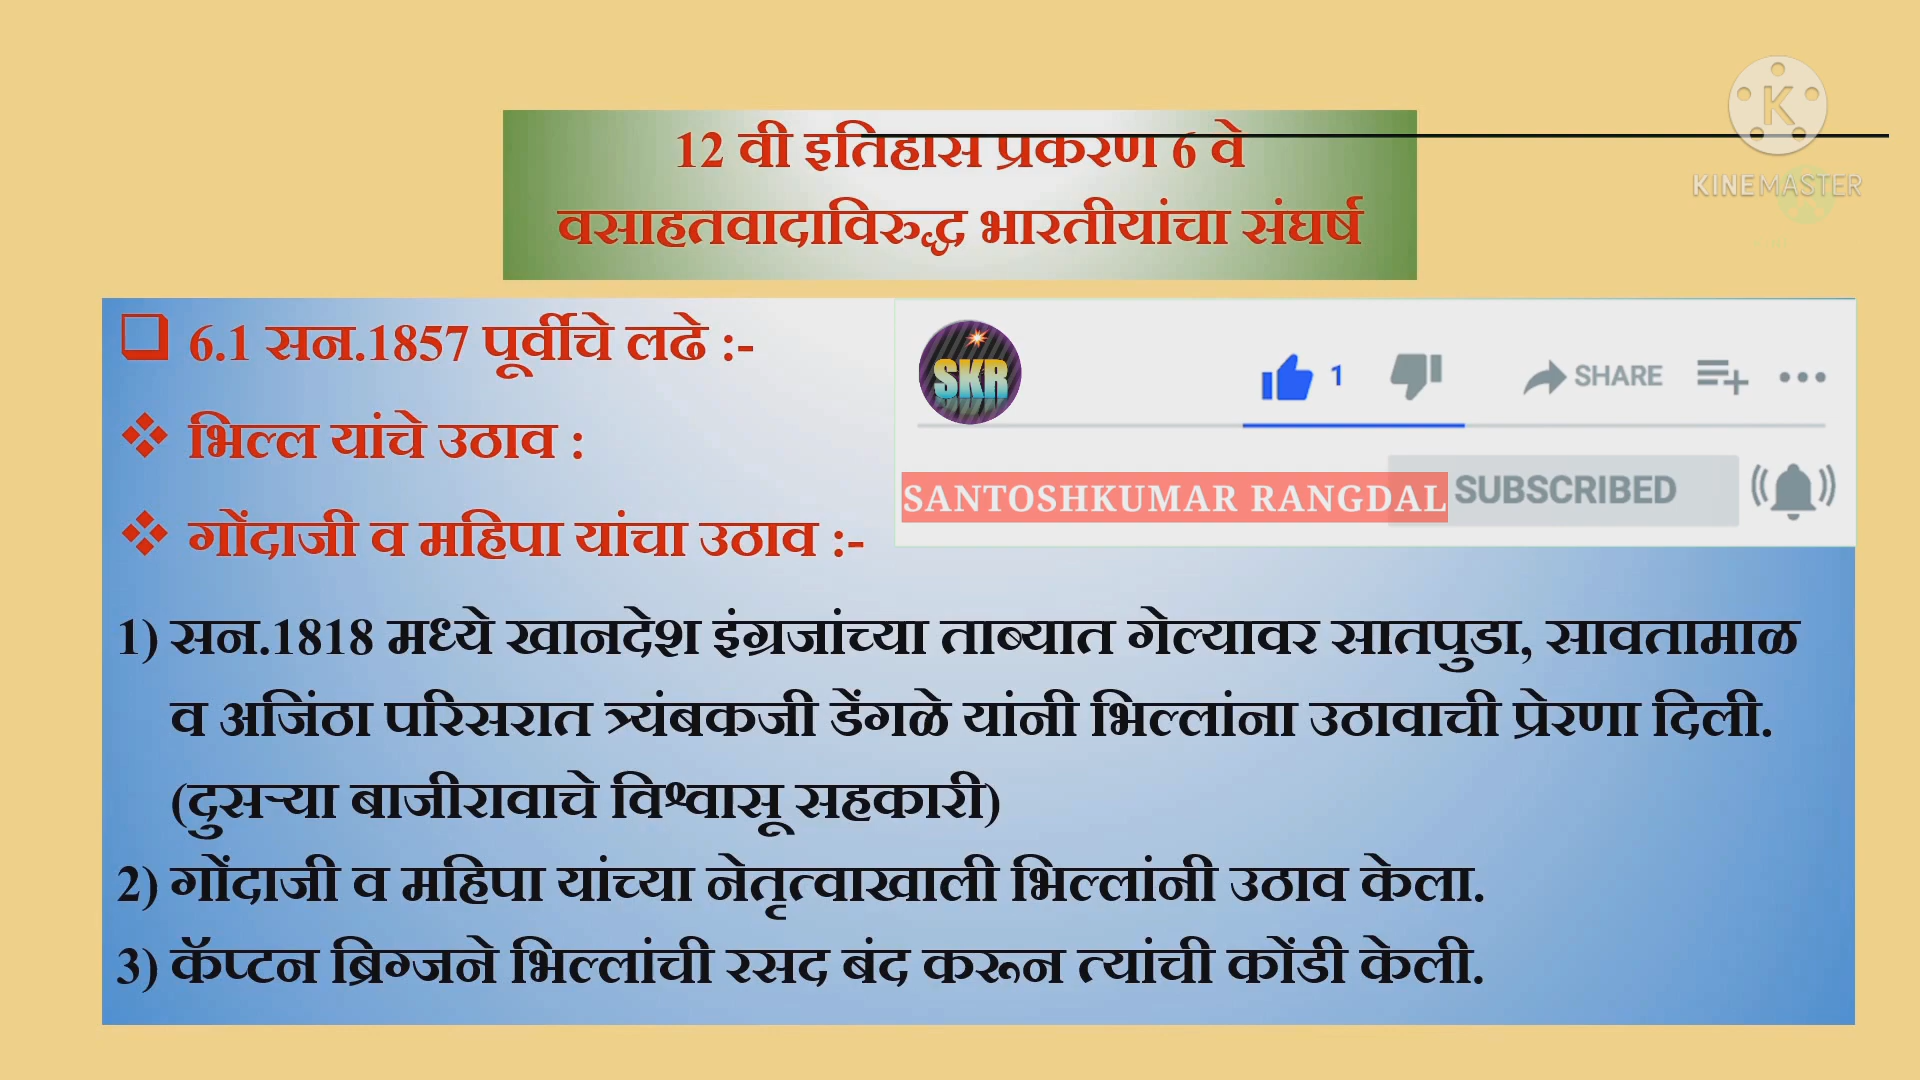 12 वी इतिहास प्रकरण 6 वे
वसाहतवादाविरुद्ध भारतीयांचा संघर्ष
K
KINEMASTER
6.1 सन.1857 पूर्वीचे लढे :-
SKR
1
SHARE
भिल्ल यांचे उठाव :
SANTOSHKUMAR RANGDAL
SUBSCRIBED
गोंदाजी व महिपा यांचा उठाव :-
1) सन.1818 मध्ये खानदेश इंग्रजांच्या ताब्यात गेल्यावर सातपुडा, सावतामाळ
व अजिंठा परिसरात त्र्यंबकजी डेंगळे यांनी भिल्लांना उठावाची प्रेरणा दिली.
(दुसऱ्या बाजीरावाचे विश्वासू सहकारी)
2) गोंदाजी व महिपा यांच्या नेतृत्वाखाली भिल्लांनी उठाव केला.
3) कॅप्टन ब्रिग्जने भिल्लांची रसद बंद करून त्यांची कोंडी केली.